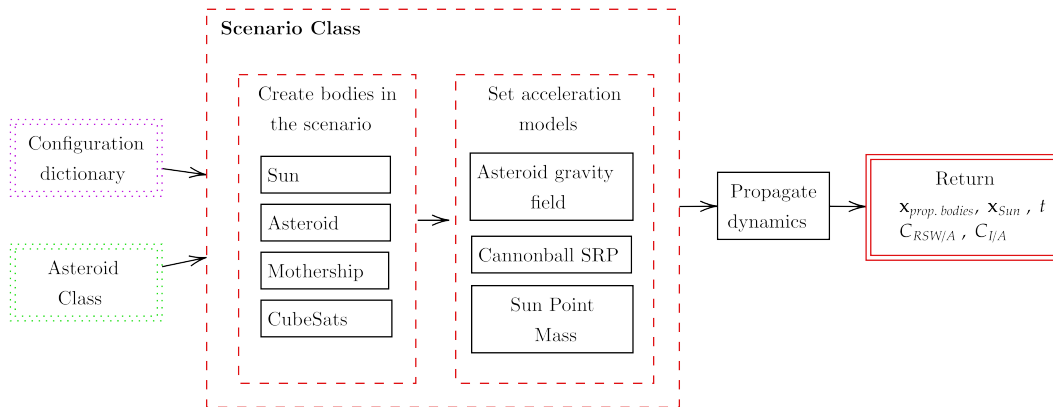 Scenario Class
Configuration
dictionary
Asteroid
Class
Create bodies in
the scenario
Sun
Asteroid
Mothership
CubeSats
Set acceleration
models
Asteroid gravity
field
Cannonball SRP
Sun Point
Mass
Propagate
dynamics
Return
x_{prop. bodies}, x_{Sun} , t
C_{RSW/A} , C_{I/A}